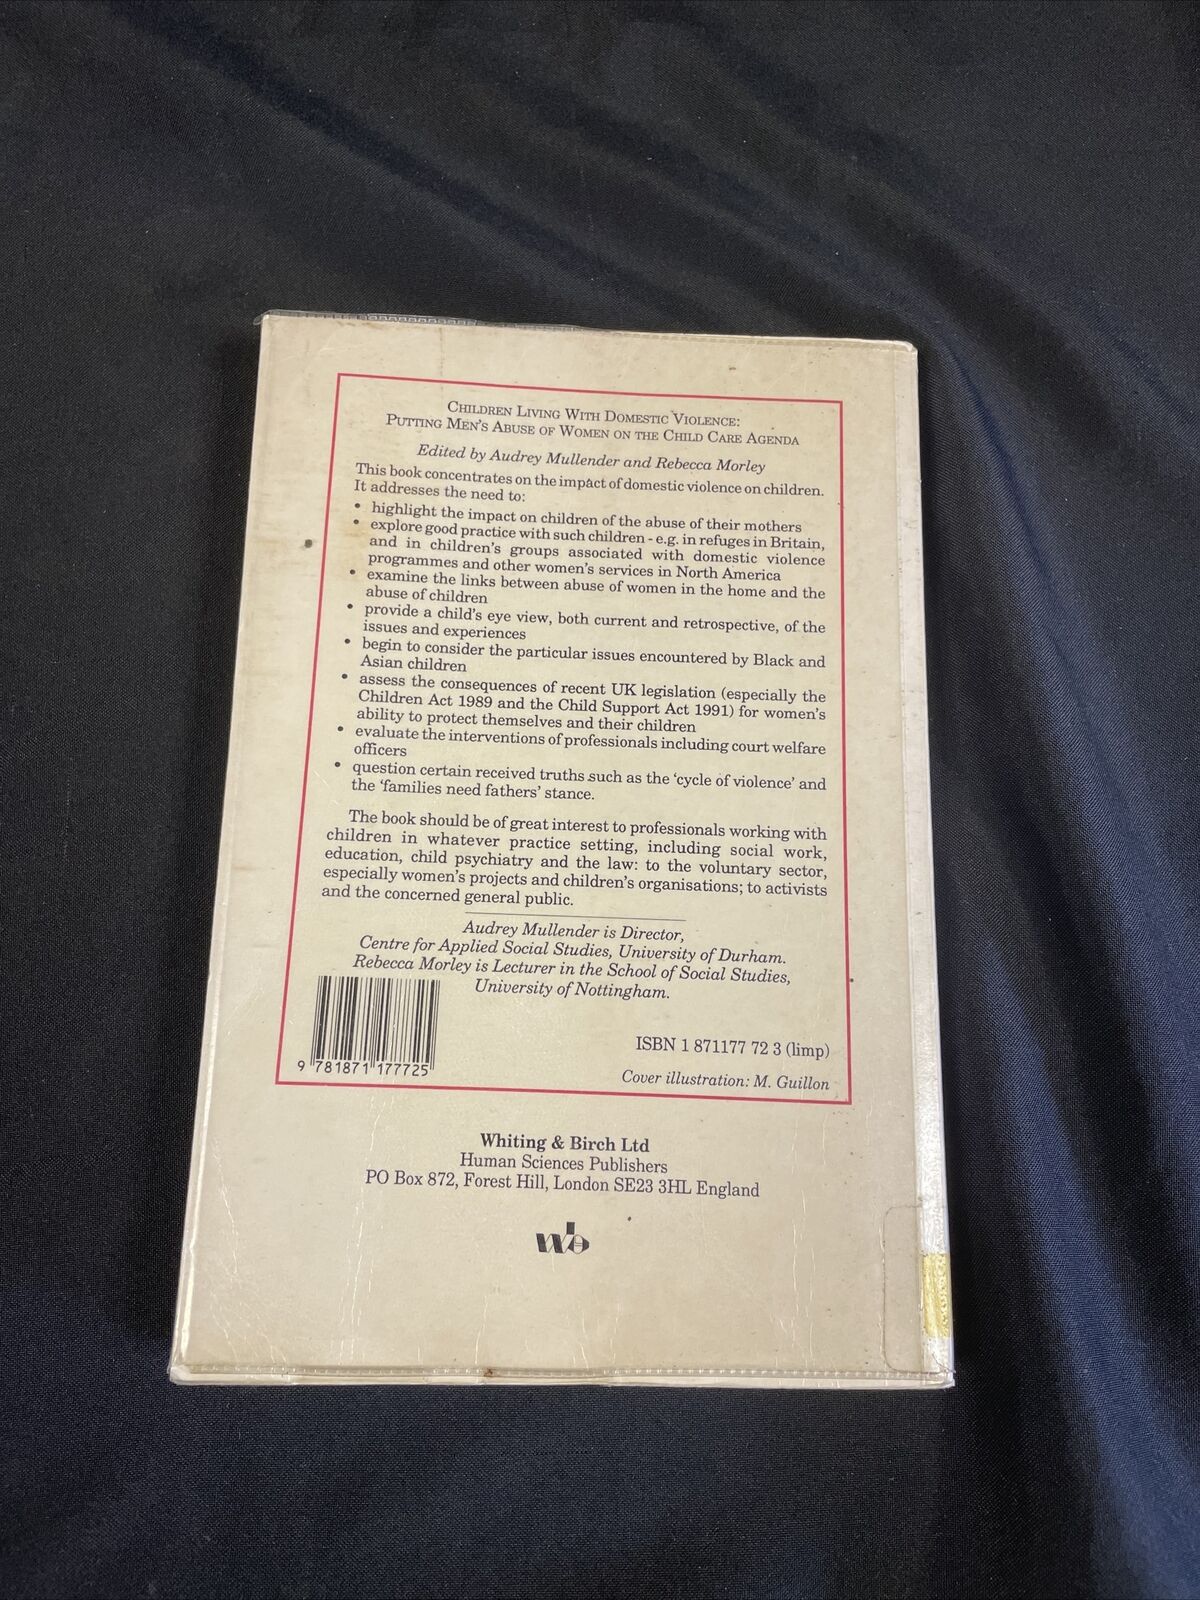 CHILDREN LIVING WITH DOMESTIC VIOLENCE:
PUTTING MEN'S ABUSE OF WOMEN ON THE CHILD CARE AGENDA
Edited by Audrey Mullender and Rebecca Morley
This book concentrates on the impact of domestic violence on children.
It addresses the need to:
• highlight the impact on children of the abuse of their mothers
• explore good practice with such children - e.g. in refuges in Britain,
and in children's groups associated with domestic violence
programmes and other women's services in North America
• examine the links between abuse of women in the home and the
abuse of children
• provide a child's eye view, both current and retrospective, of the
issues and experiences
• begin to consider the particular issues encountered by Black and
Asian children
• assess the consequences of recent UK legislation (especially the
Children Act 1989 and the Child Support Act 1991) for women's
ability to protect themselves and their children
• evaluate the interventions of professionals including court welfare
officers
• question certain received truths such as the 'cycle of violence' and
the 'families need fathers' stance.
The book should be of great interest to professionals working with
children in whatever practice setting, including social work,
education, child psychiatry and the law: to the voluntary sector,
especially women's projects and children's organisations; to activists
and the concerned general public.
Audrey Mullender is Director,
Centre for Applied Social Studies, University of Durham.
Rebecca Morley is Lecturer in the School of Social Studies,
University of Nottingham.
ISBN 1 871177 72 3 (limp)
9 781871 177725
Cover illustration: M. Guillon
Whiting & Birch Ltd
Human Sciences Publishers
PO Box 872, Forest Hill, London SE23 3HL England
wb